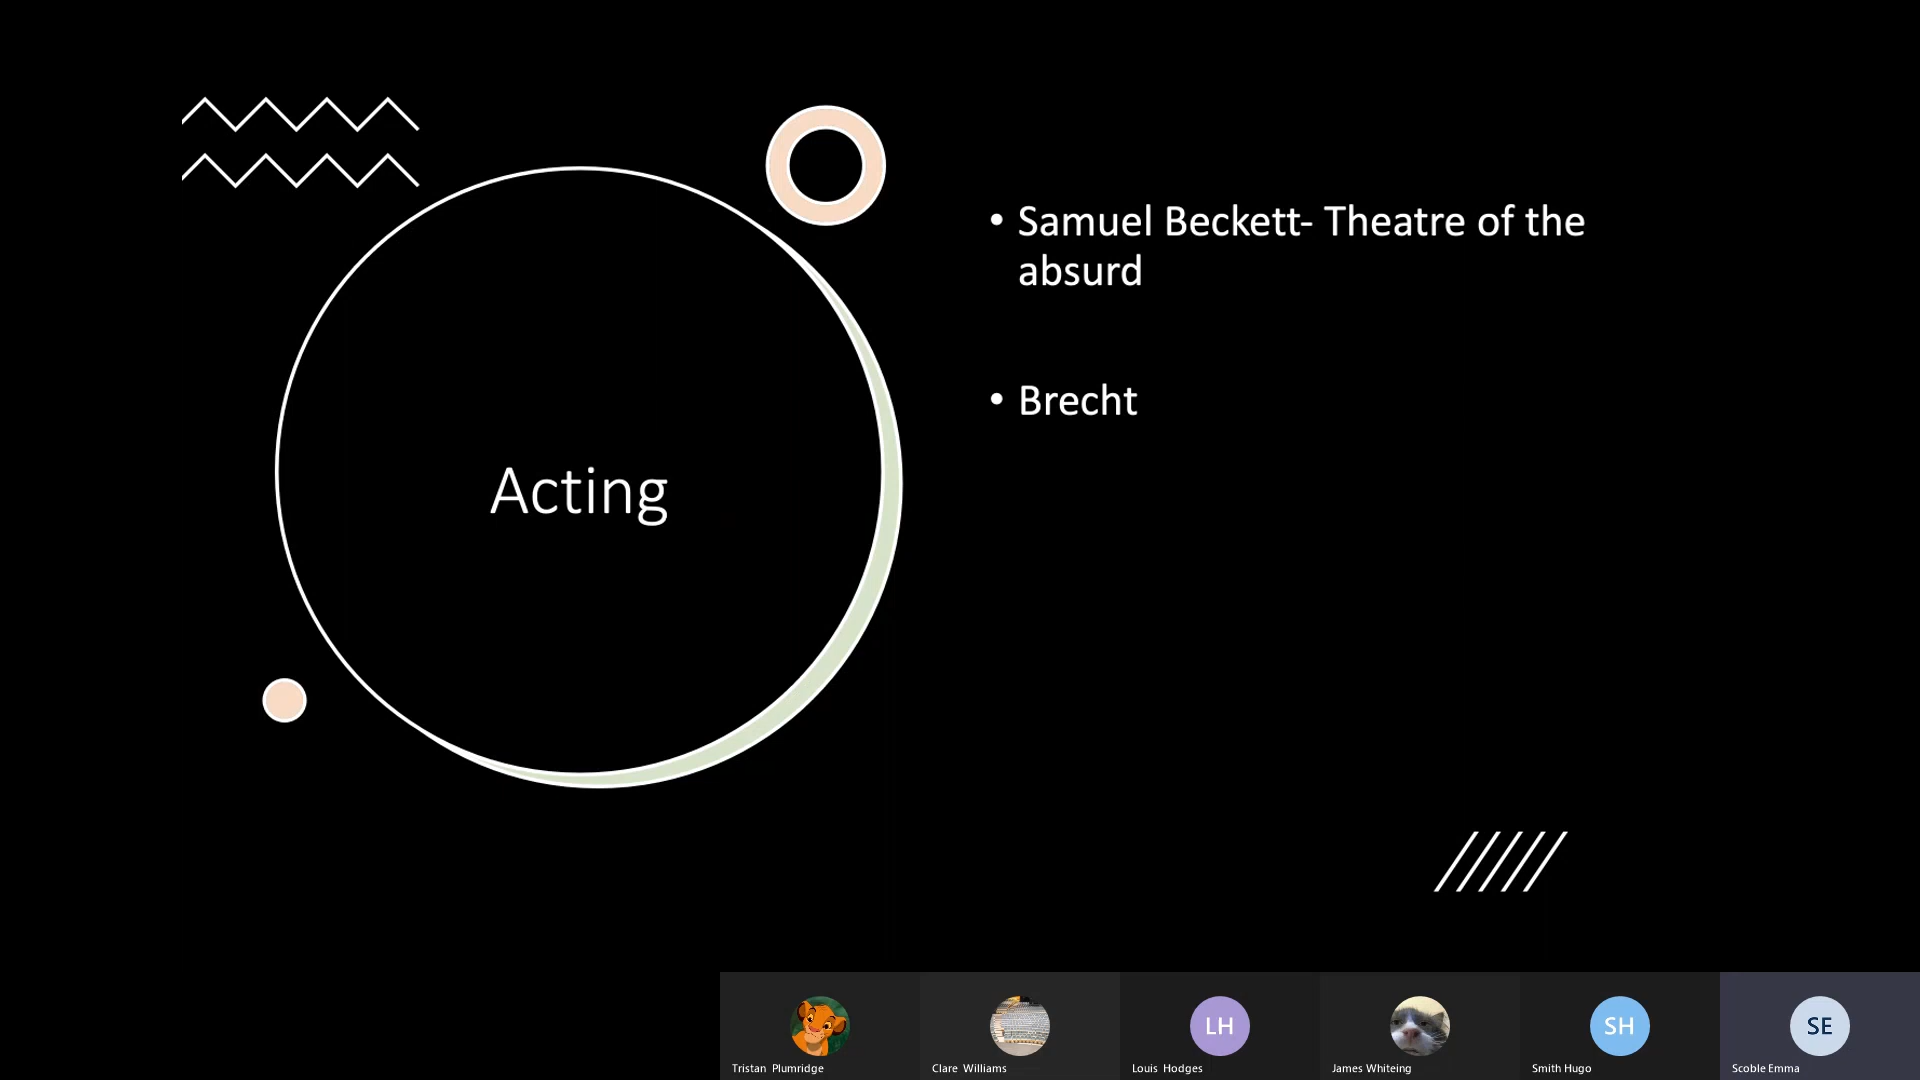 Samuel Beckett- Theatre of the
absurd
Brecht
Acting
LH
SH
SE
Tristan Plumridge
Clare Williams
Louis Hodges
James Whiteing
Smith Hugo
Scoble Emma